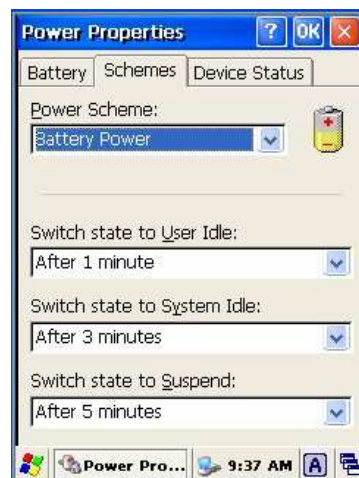 Power Properties ? OK ×
Battery Schemes Device Status
Power Scheme:
Battery Power
Switch state to User Idle:
After 1 minute
Switch state to System Idle:
After 3 minutes
Switch state to Suspend:
After 5 minutes
Power Pro... 9:37 AM A